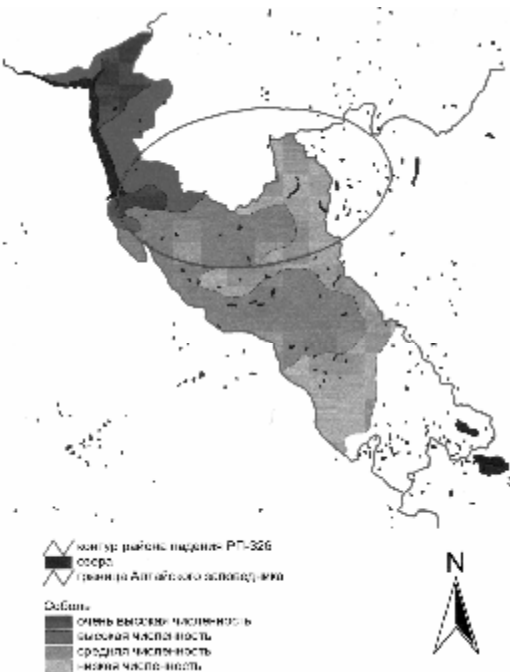 контур района падения РП-326
озера
граница Алтайского заповедника
N
Соболь
очень высокая численность
высокая численность
средняя численность
низкая численность